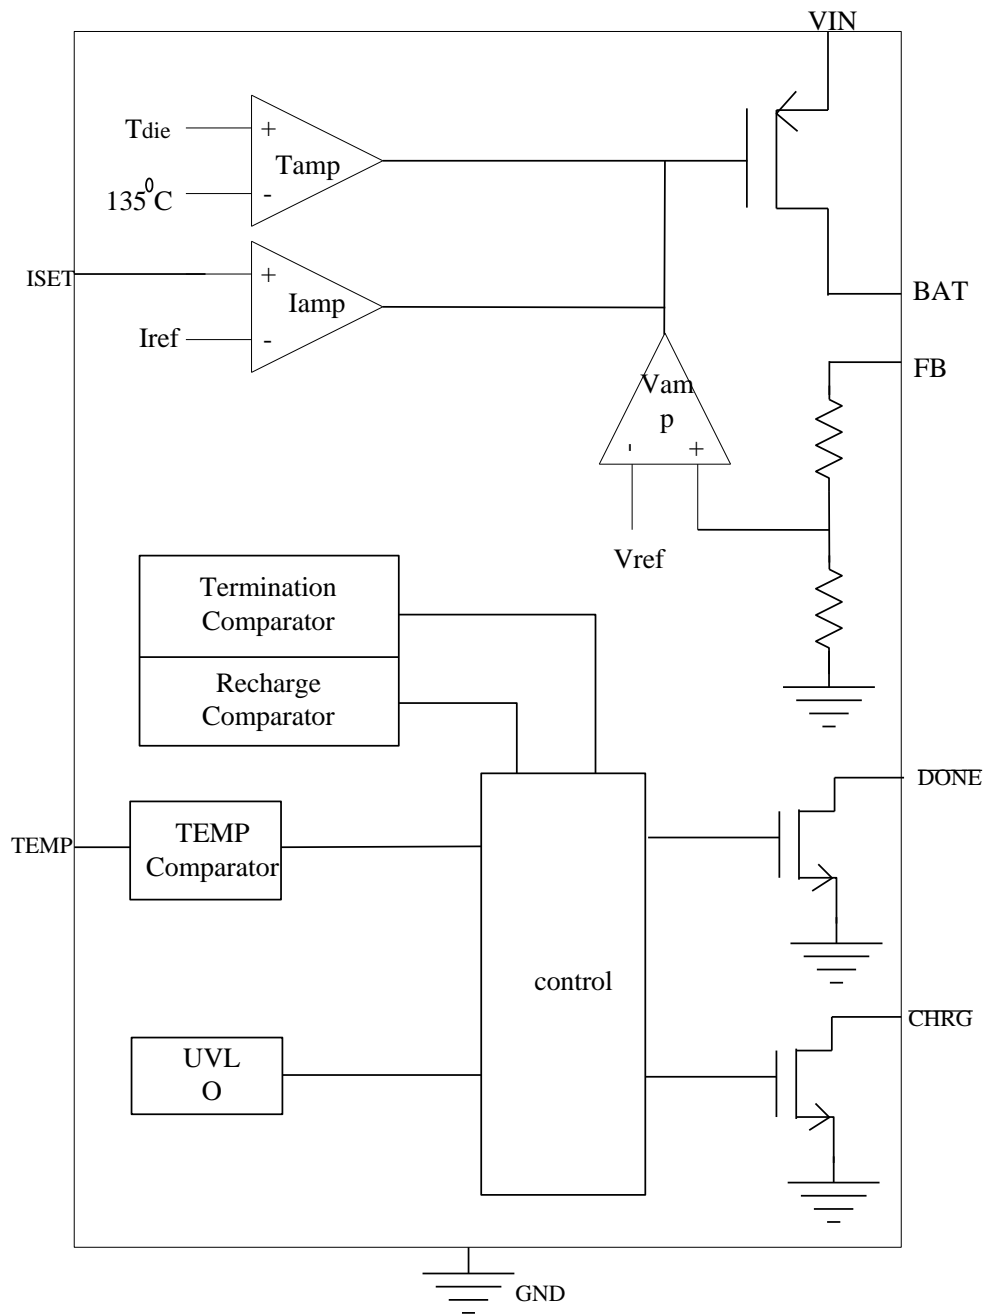 VIN
Tdie
+
Tamp
135⁰C
-
ISET
+
Iamp
BAT
Iref
-
FB
Vam
p
-
+
Vref
Termination
Comparator
Recharge
Comparator
DONE
TEMP
TEMP
Comparator
control
CHRG
UVL
O
GND